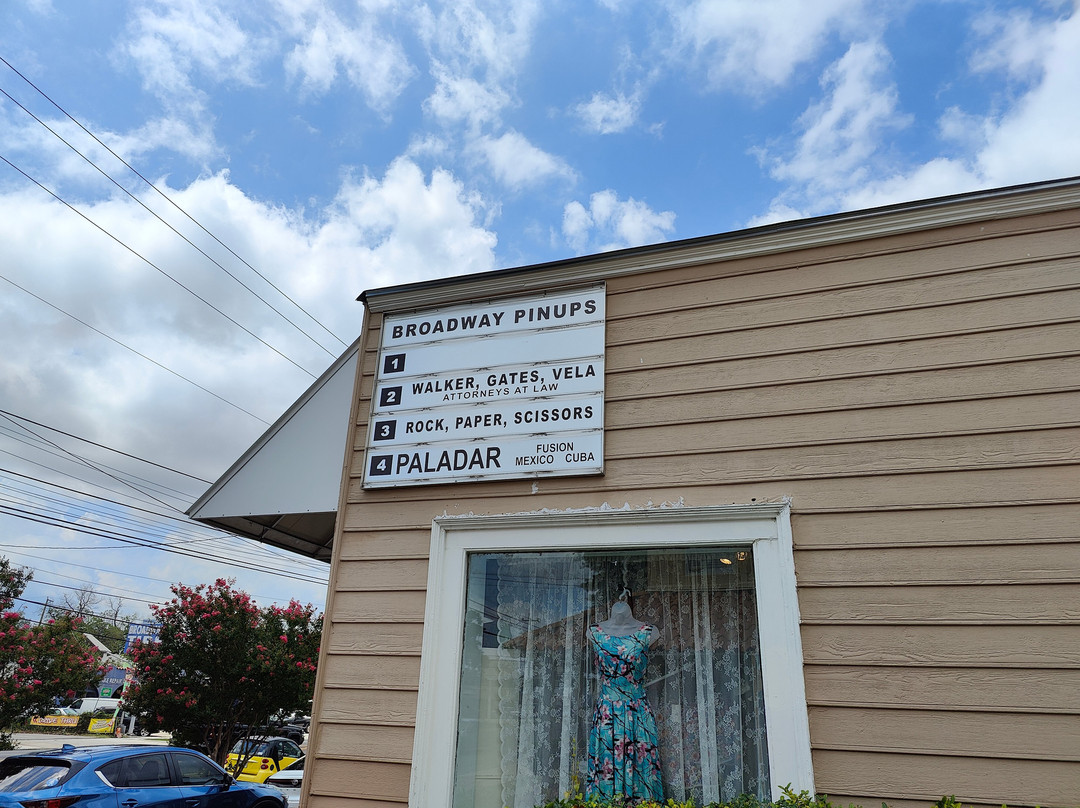 BROADWAY PINUPS
1
2 WALKER, GATES, VELA
ATTORNEYS AT LAW
3 ROCK, PAPER, SCISSORS
4 PALADAR FUSION
MEXICO CUBA